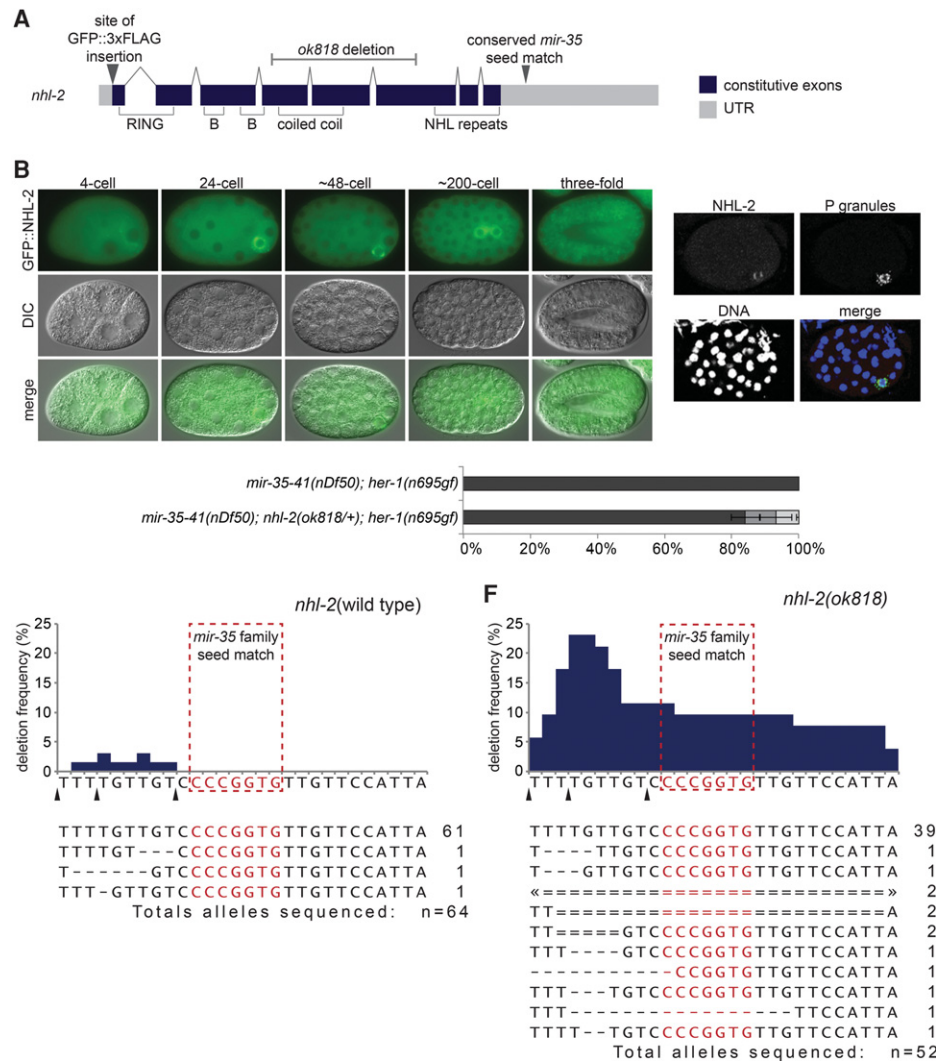 A
site of
GFP::3xFLAG
insertion
ok818 deletion
conserved mir-35
seed match
nhl-2
RING
B
B
coiled coil
NHL repeats
constitutive exons
UTR
B
4-cell
24-cell
~48-cell
~200-cell
three-fold
GFP::NHL-2
DIC
merge
NHL-2
P granules
DNA
merge
mir-35-41(nDf50); her-1(n695gf)
mir-35-41(nDf50); nhl-2(ok818/+); her-1(n695gf)
0% 20% 40% 60% 80% 100%
nhl-2(wild type)
deletion frequency (%)
25
20
15
10
5
0
mir-35 family
seed match
TTTTGTTGTCCCCGGTGTTGTTCCATTA
TTTTGTTGTCCCCGGTGTTGTTCCATTA 61
TTTTGT---CCCCGGTGTTGTTCCATTA 1
T------GTCCCCGGTGTTGTTCCATTA 1
TTT-GTTGTCCCCGGTGTTGTTCCATTA 1
Totals alleles sequenced: n=64
F
nhl-2(ok818)
deletion frequency (%)
25
20
15
10
5
0
mir-35 family
seed match
TTTTGTTGTCCCCGGTGTTGTTCCATTA
TTTTGTTGTCCCCGGTGTTGTTCCATTA 39
T----TTGTCCCCGGTGTTGTTCCATTA 1
T---GTTGTCCCCGGTGTTGTTCCATTA 1
«==========================» 2
TT=========================A 2
TT=====GTCCCCGGTGTTGTTCCATTA 2
TTT----GTCCCCGGTGTTGTTCCATTA 1
-----------CCGGTGTTGTTCCATTA 1
TTT---TGTCCCCGGTGTTGTTCCATTA 1
TTT-----------------TTCCATTA 1
TTTT--TGTCCCCGGTGTTGTTCCATTA 1
Total alleles sequenced: n=52